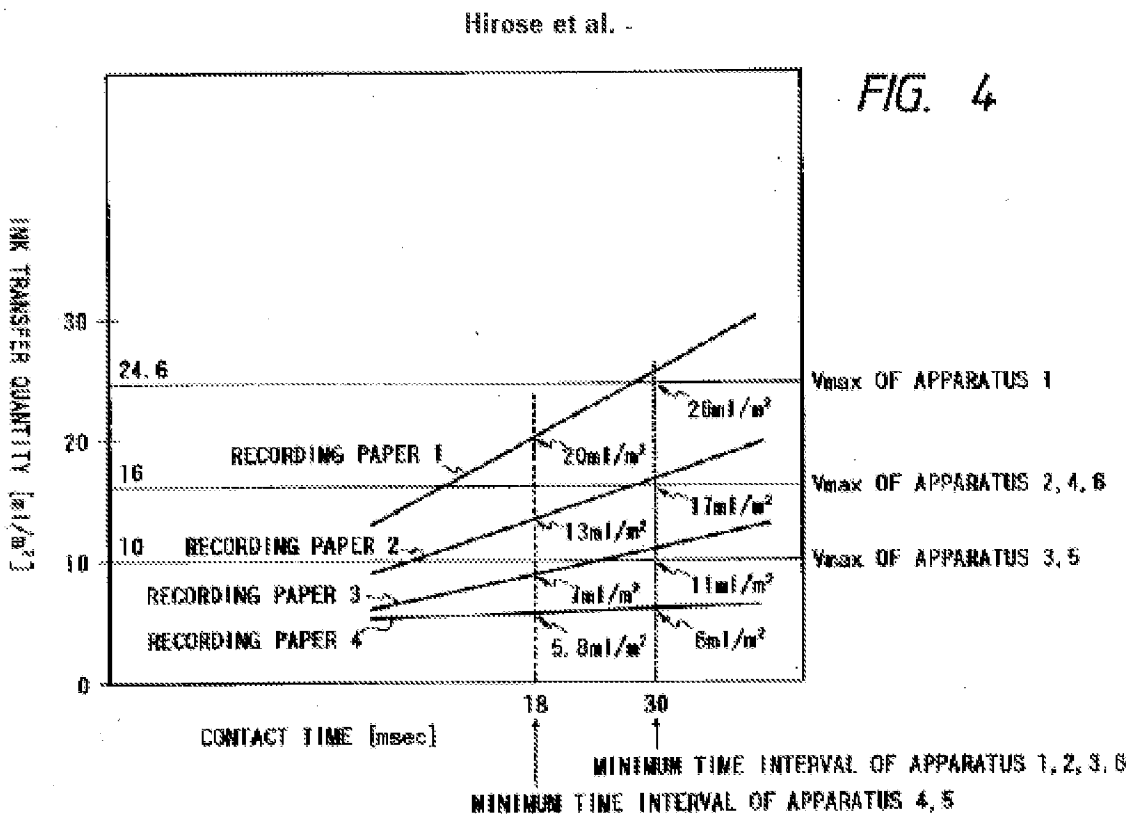 Hirose et al. -
FIG. 4
INK TRANSFER QUANTITY [ml/m²]
30
24.6
Vmax OF APPARATUS 1
26ml/m²
20
RECORDING PAPER 1
20ml/m²
16
Vmax OF APPARATUS 2,4,6
17ml/m²
13ml/m²
10
RECORDING PAPER 2
10
Vmax OF APPARATUS 3,5
11ml/m²
RECORDING PAPER 3
RECORDING PAPER 4
5.8ml/m²
6ml/m²
0
18
30
CONTACT TIME [msec]
MINIMUM TIME INTERVAL OF APPARATUS 1,2,3,6
MINIMUM TIME INTERVAL OF APPARATUS 4,5